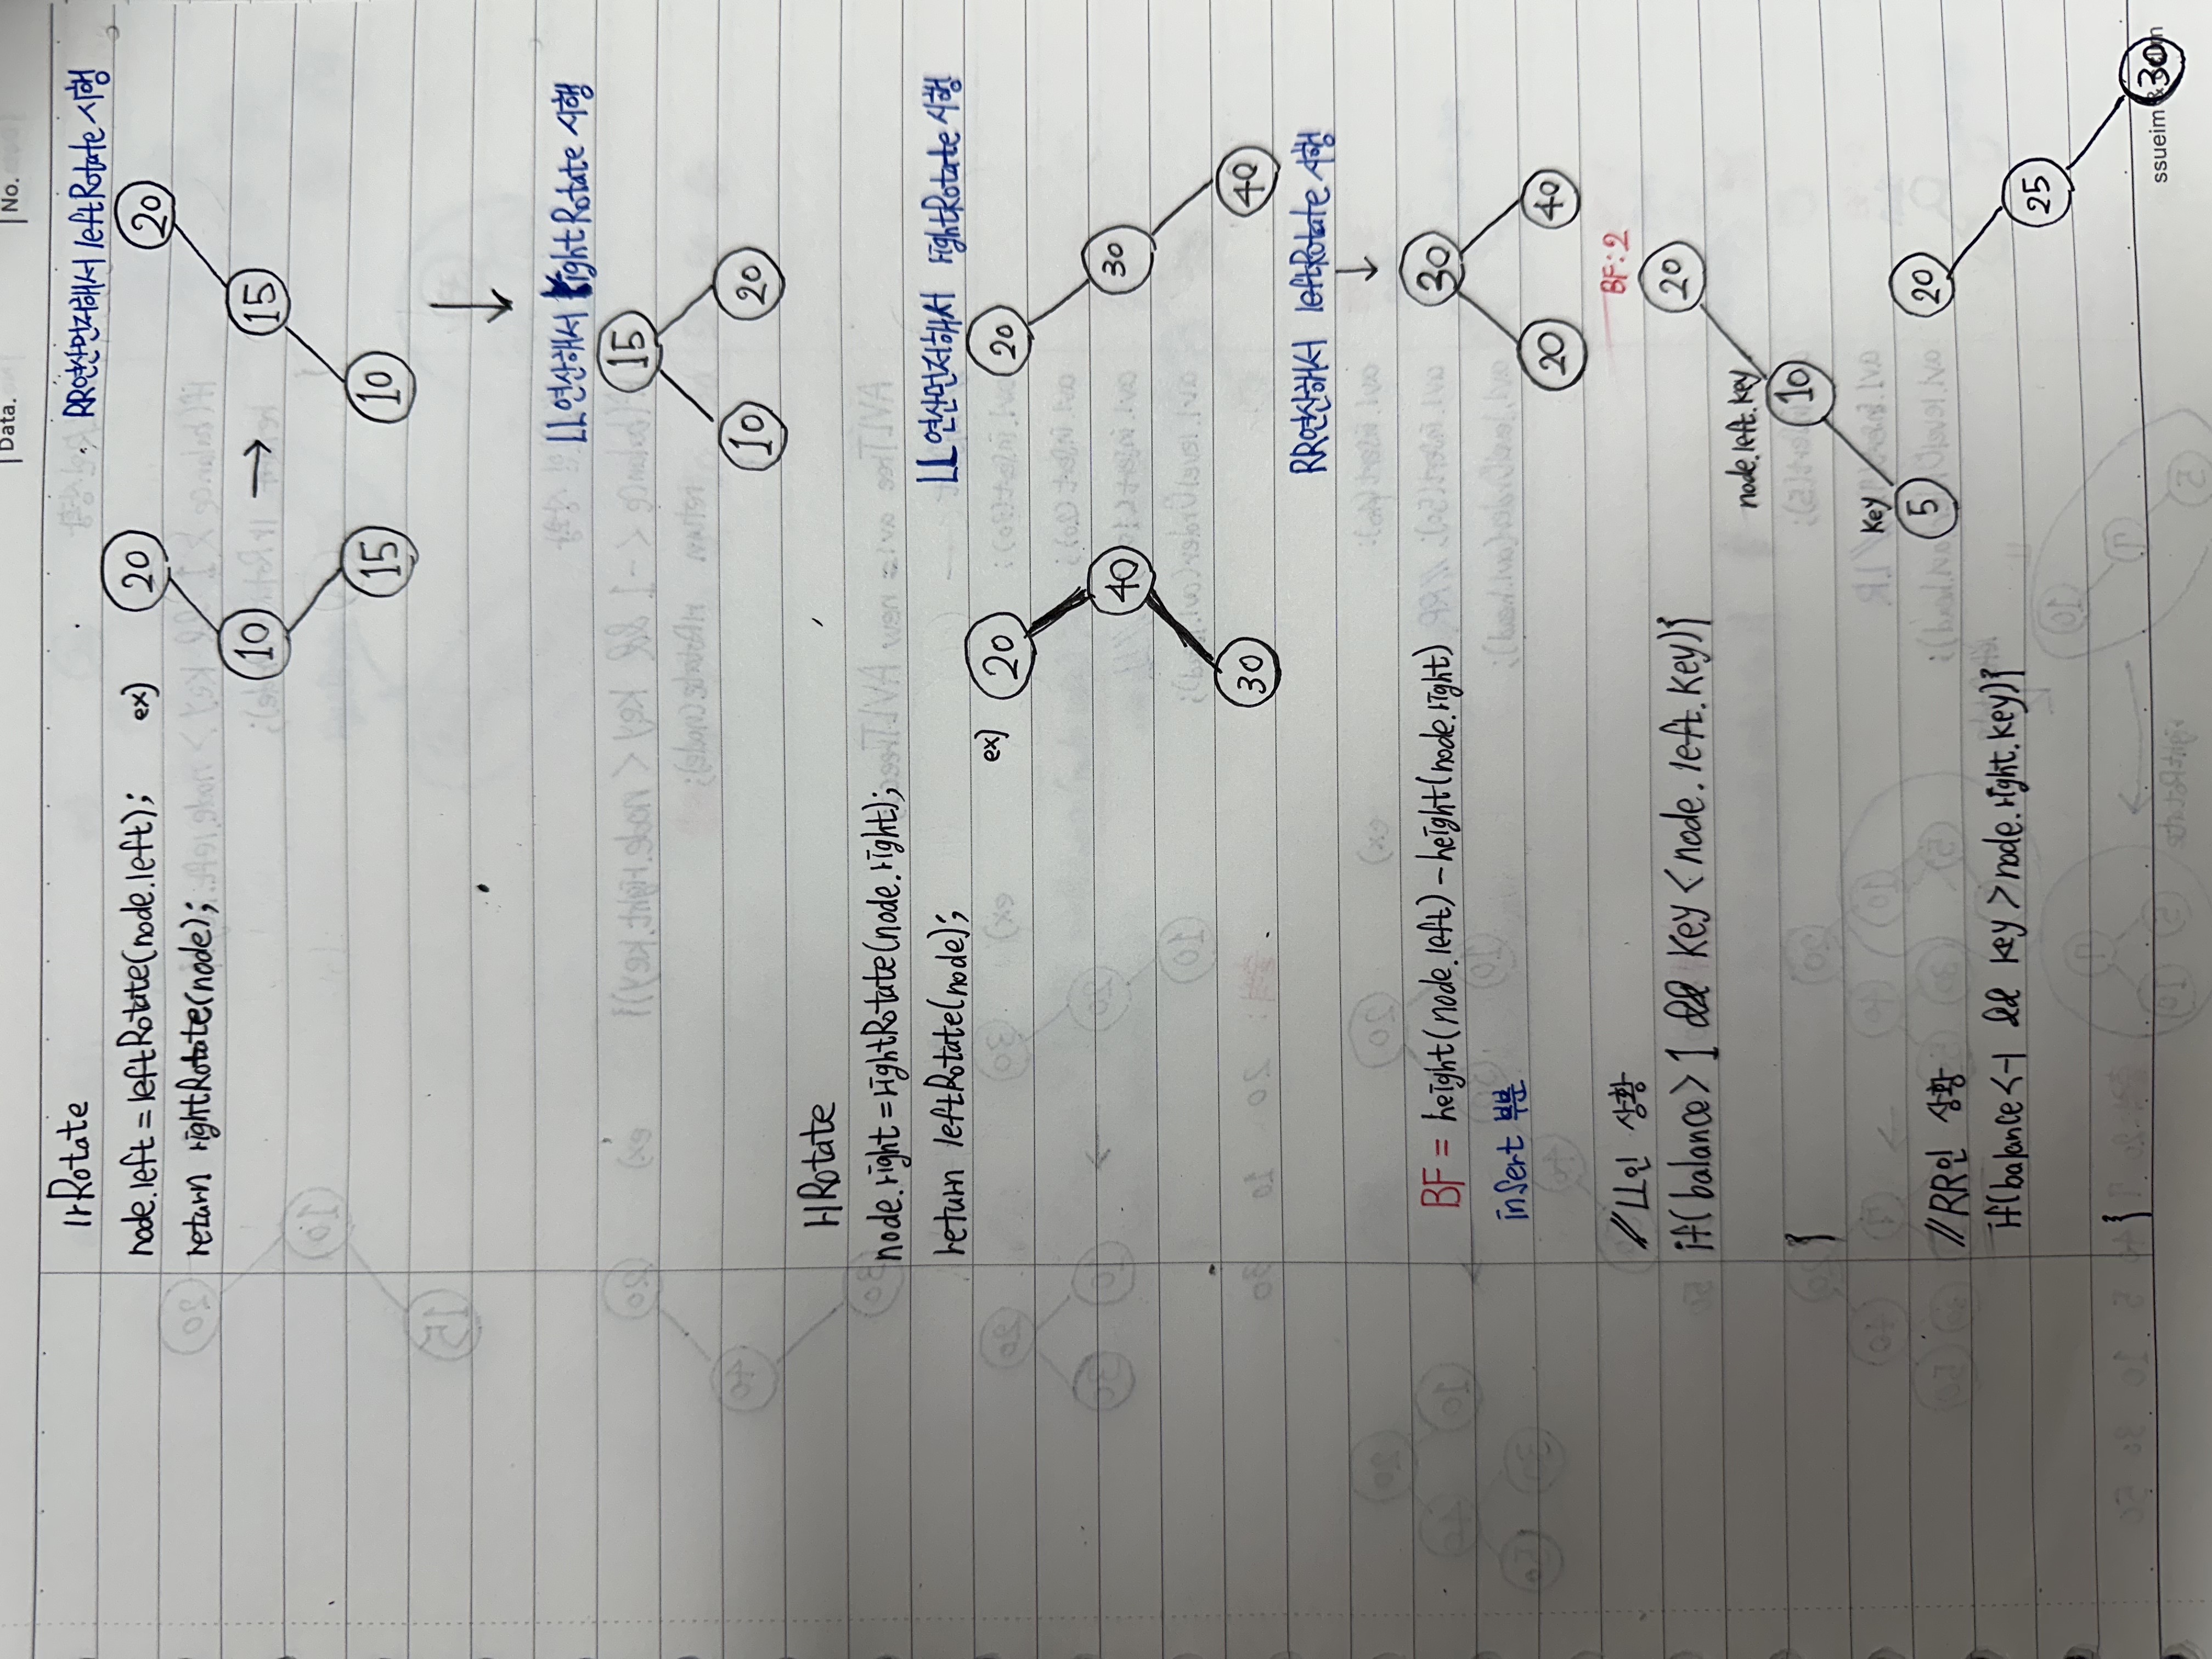 Data.
No.
lrRotate
RR연산먼저해서 leftRotate 시행
node.left = leftRotate(node.left);
ex)
20
20
return rightRotate(node);
10
→
15
15
10
↓
LL연산해서 rightRotate 시행
15
10
20
rlRotate
node.right = rightRotate(node.right);
LL연산먼저해서 rightRotate 시행
return leftRotate(node);
ex)
20
20
40
30
30
40
RR연산해서 leftRotate 시행
↓
BF = height(node.left) - height(node.right)
30
insert 부분
20
40
//LL인 상황
BF:2
if(balance > 1 && Key < node.left.Key){
20
node.left.Key
10
}
Key
5
20
//RR인 상황
if(balance < -1 && Key > node.right.Key){
25
}
30
ssueim &